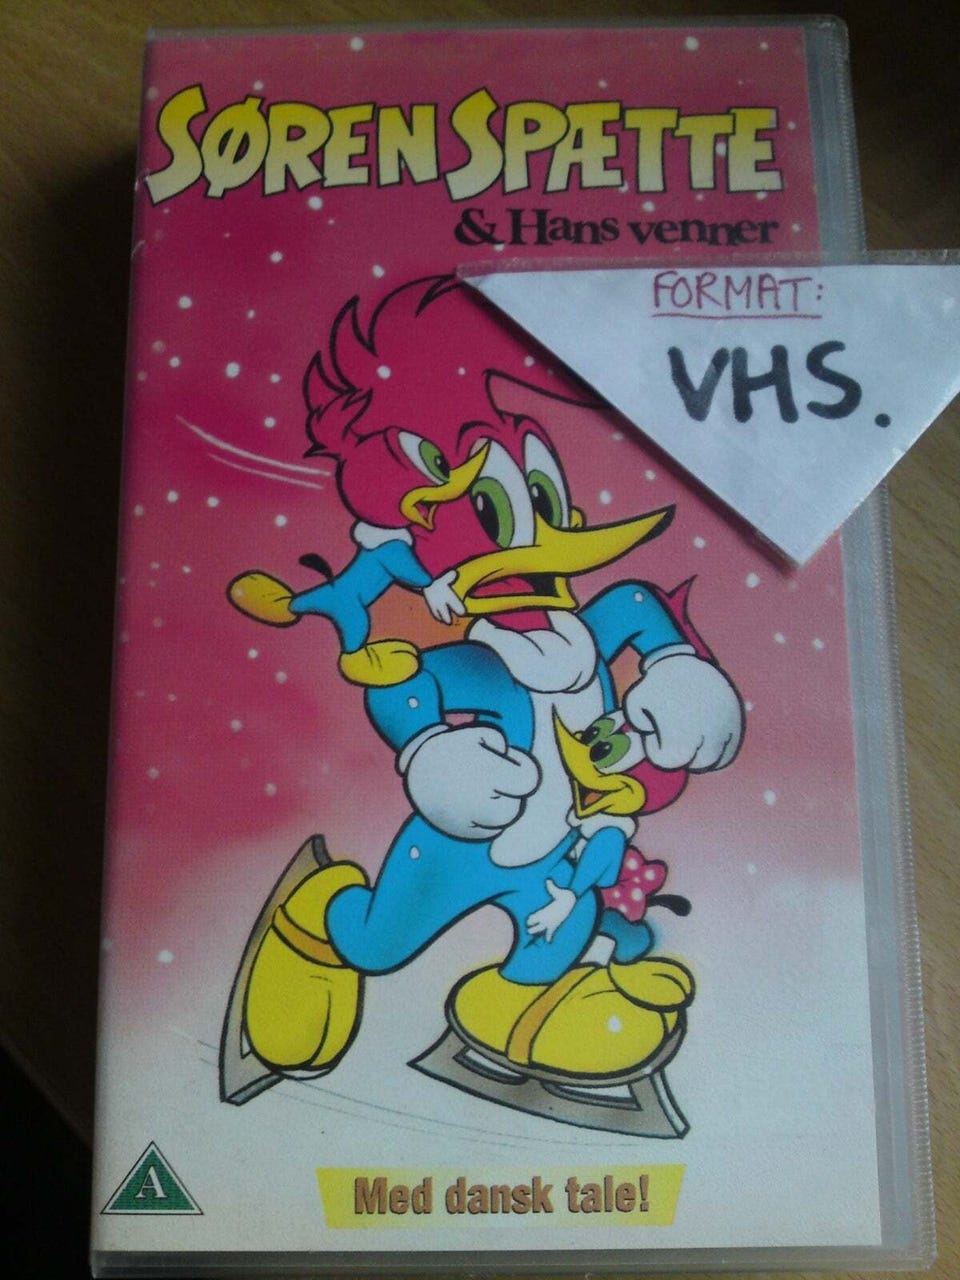 SØREN SPÆTTE
& Hans venner
FORMAT:
VHS.
A
Med dansk tale!